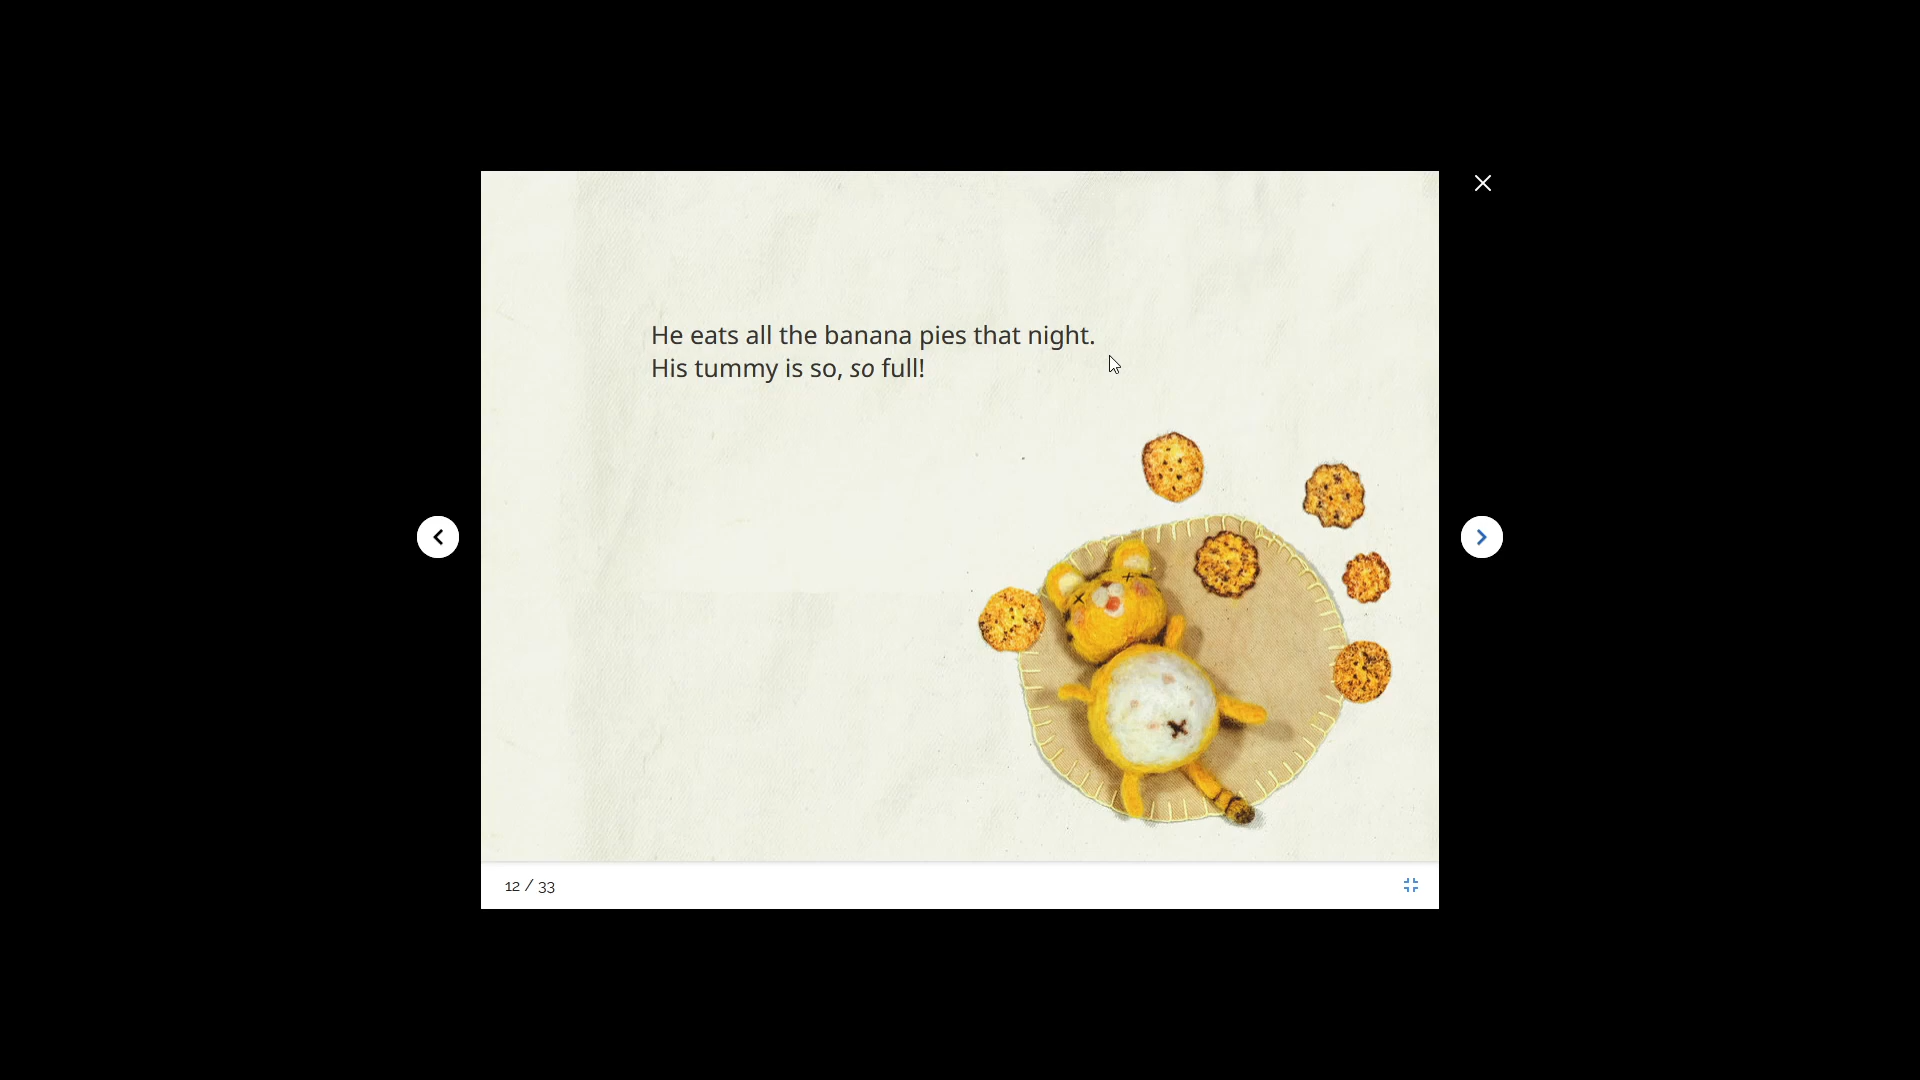 He eats all the banana pies that night.
His tummy is so, so full!
12 / 33